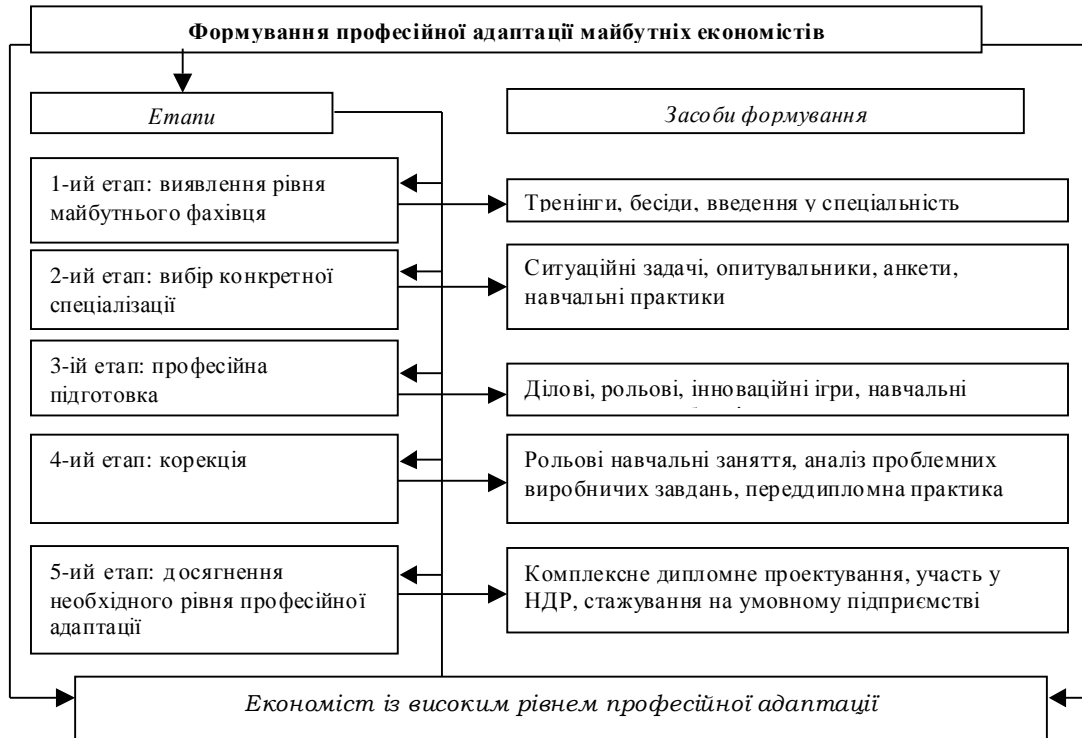 Формування професійної адаптації майбутніх економістів
Етапи
Засоби формування
1-ий етап: виявлення рівня
майбутнього фахівця
Тренінги, бесіди, введення у спеціальність
2-ий етап: вибір конкретної
спеціалізації
Ситуаційні задачі, опитувальники, анкети,
навчальні практики
3-ій етап: професійна
підготовка
Ділові, рольові, інноваційні ігри, навчальні
4-ий етап: корекція
Рольові навчальні заняття, аналіз проблемних
виробничих завдань, переддипломна практика
5-ий етап: досягнення
необхідного рівня професійної
адаптації
Комплексне дипломне проектування, участь у
НДР, стажування на умовному підприємстві
Економіст із високим рівнем професійної адаптації